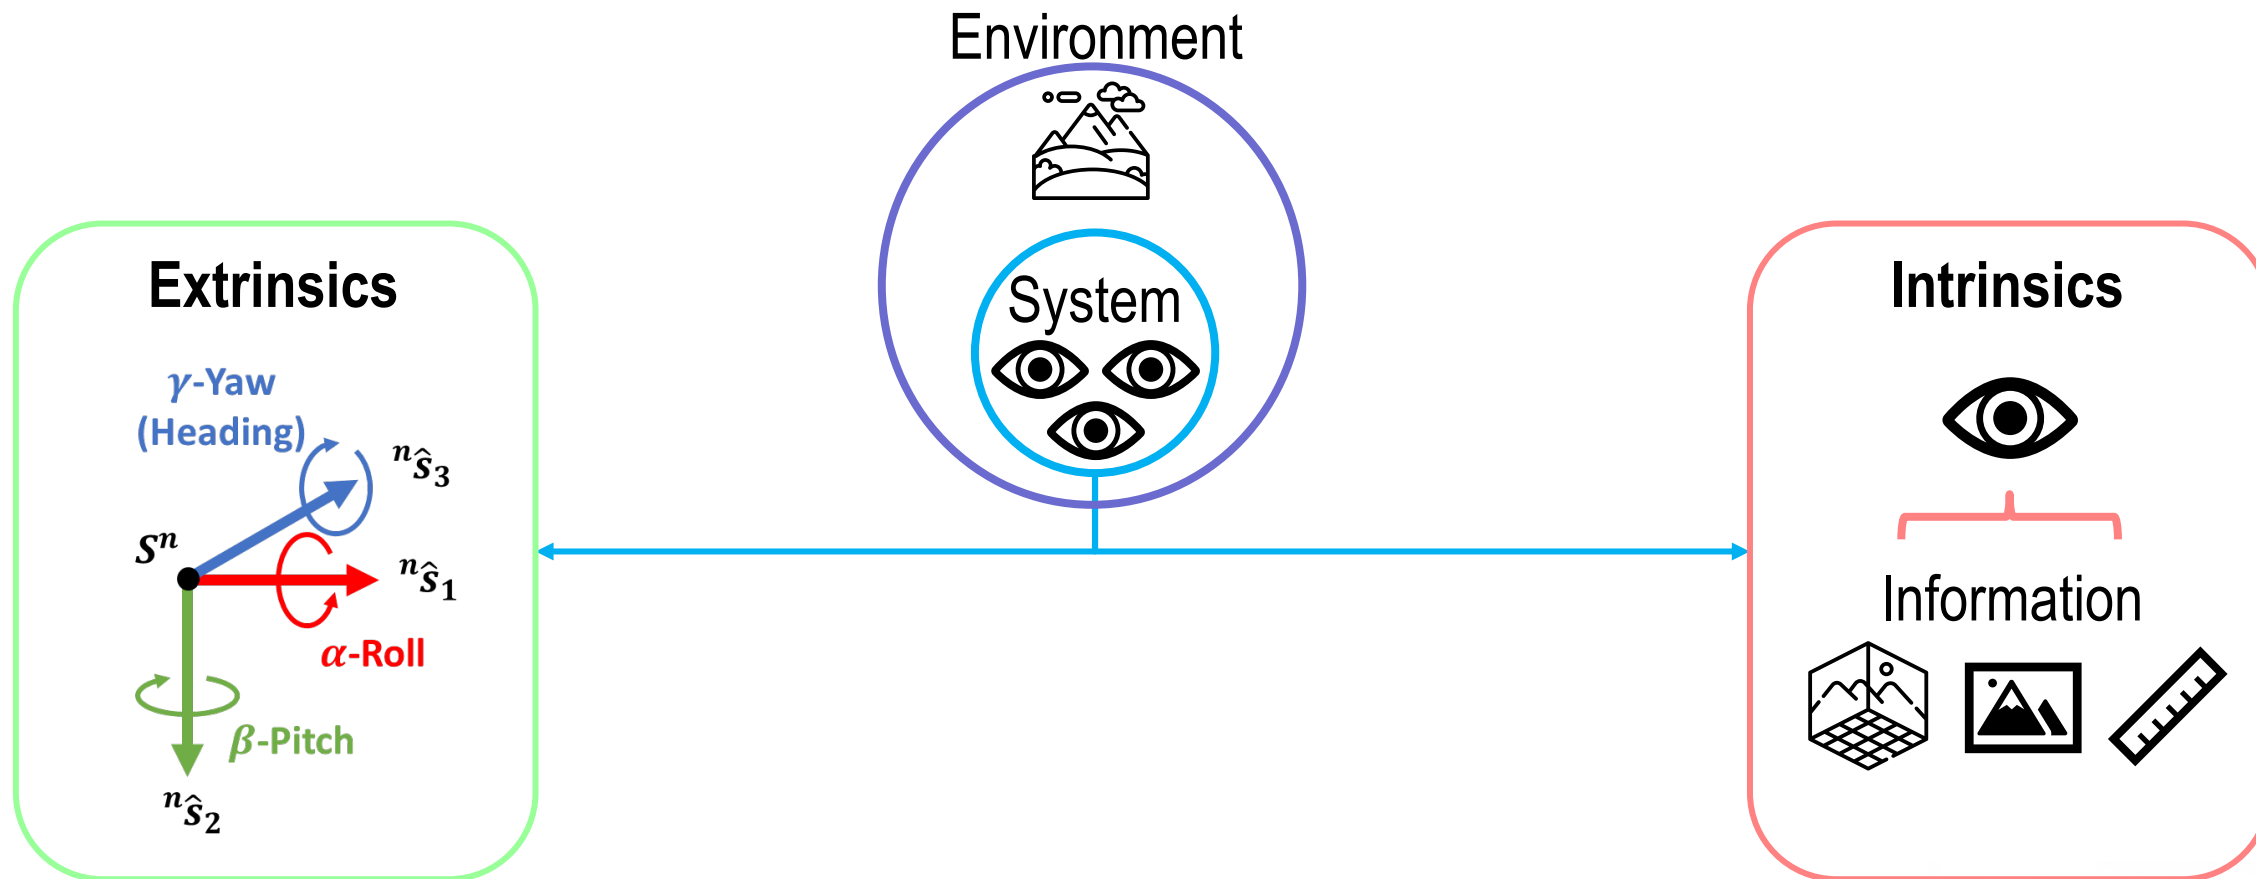 Environment
System
Extrinsics
γ-Yaw
(Heading)
ⁿŝ₃
Sⁿ
ⁿŝ₁
α-Roll
β-Pitch
ⁿŝ₂
Intrinsics
Information